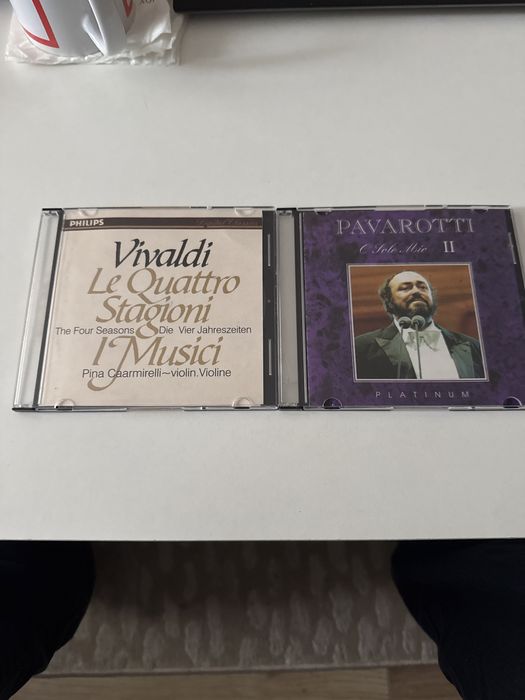 PHILIPS
Vivaldi
Le Quattro
Stagioni
The Four Seasons Die Vier Jahreszeiten
I Musici
Pina Caarmirelli~violin.Violine
PAVAROTTI
O Sole Mio II
PLATINUM